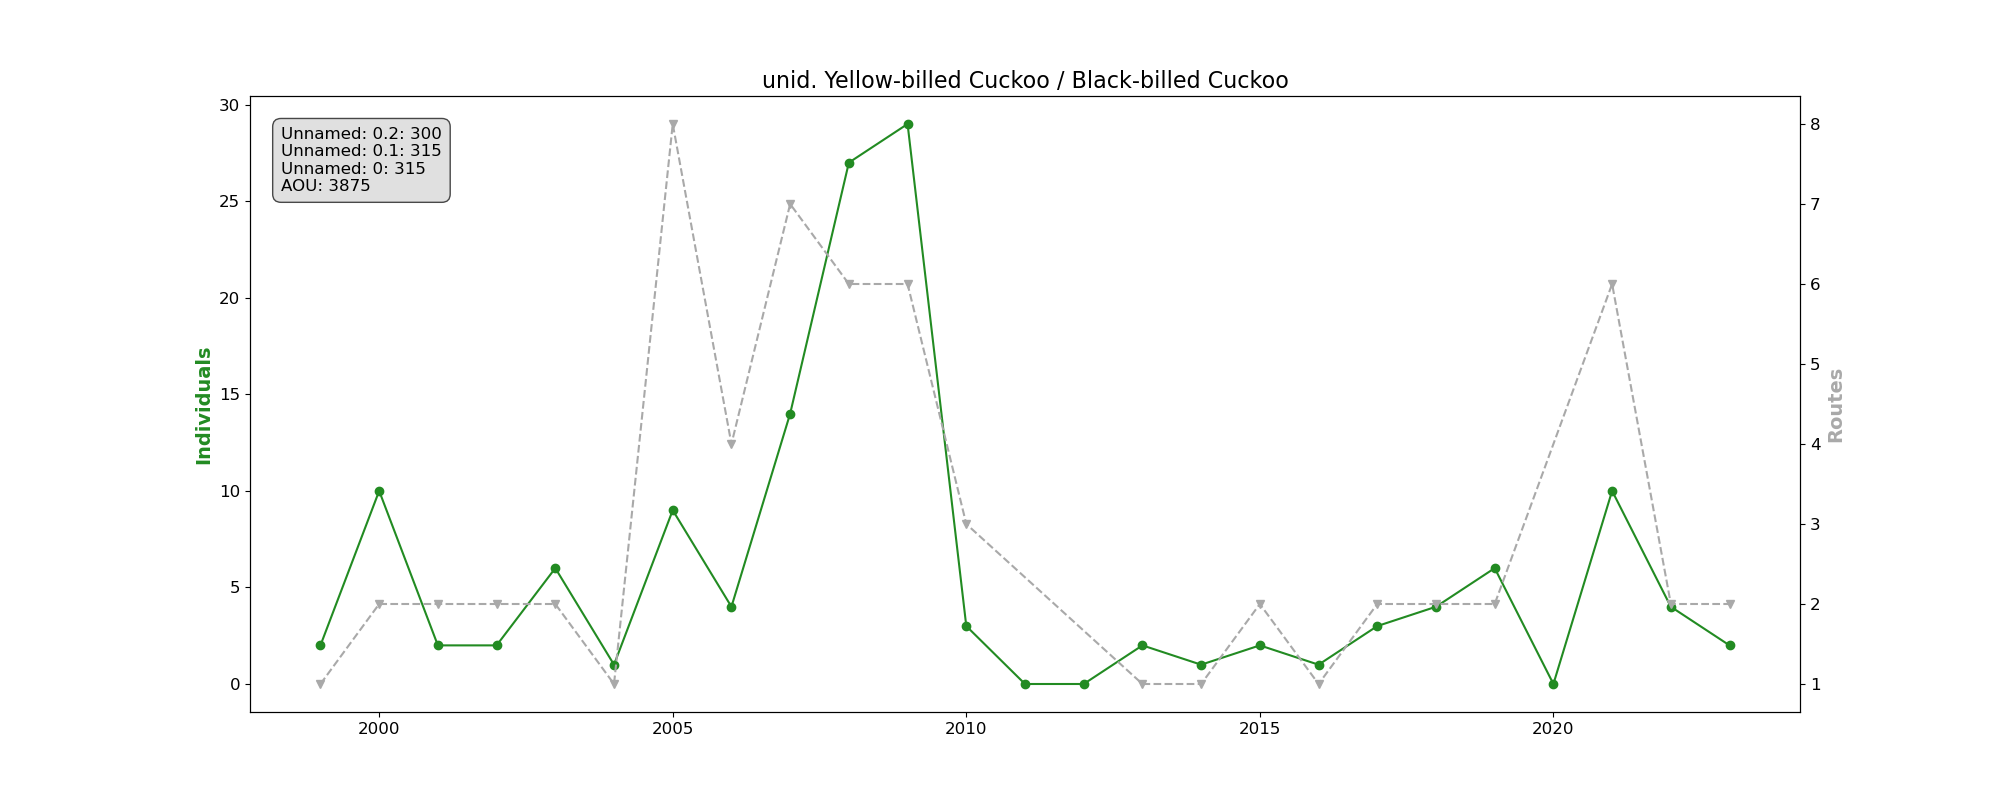 unid. Yellow-billed Cuckoo / Black-billed Cuckoo
Unnamed: 0.2: 300
Unnamed: 0.1: 315
Unnamed: 0: 315
AOU: 3875
Individuals
30
25
20
15
10
5
0
Routes
8
7
6
5
4
3
2
1
2000 2005 2010 2015 2020